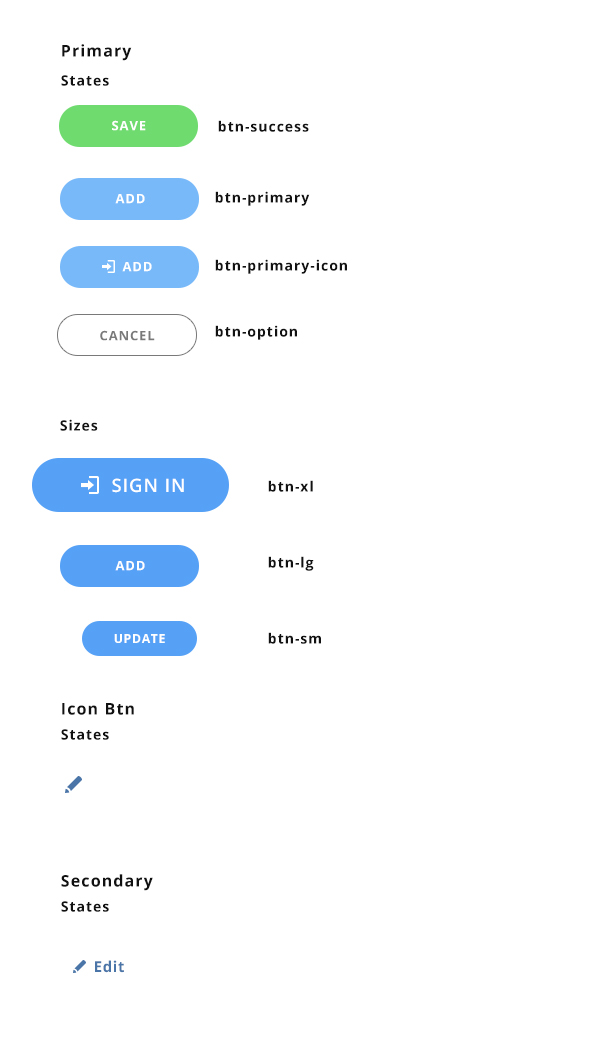 Primary
States
SAVE btn-success
ADD btn-primary
ADD btn-primary-icon
CANCEL btn-option
Sizes
SIGN IN btn-xl
ADD btn-lg
UPDATE btn-sm
Icon Btn
States
Secondary
States
Edit